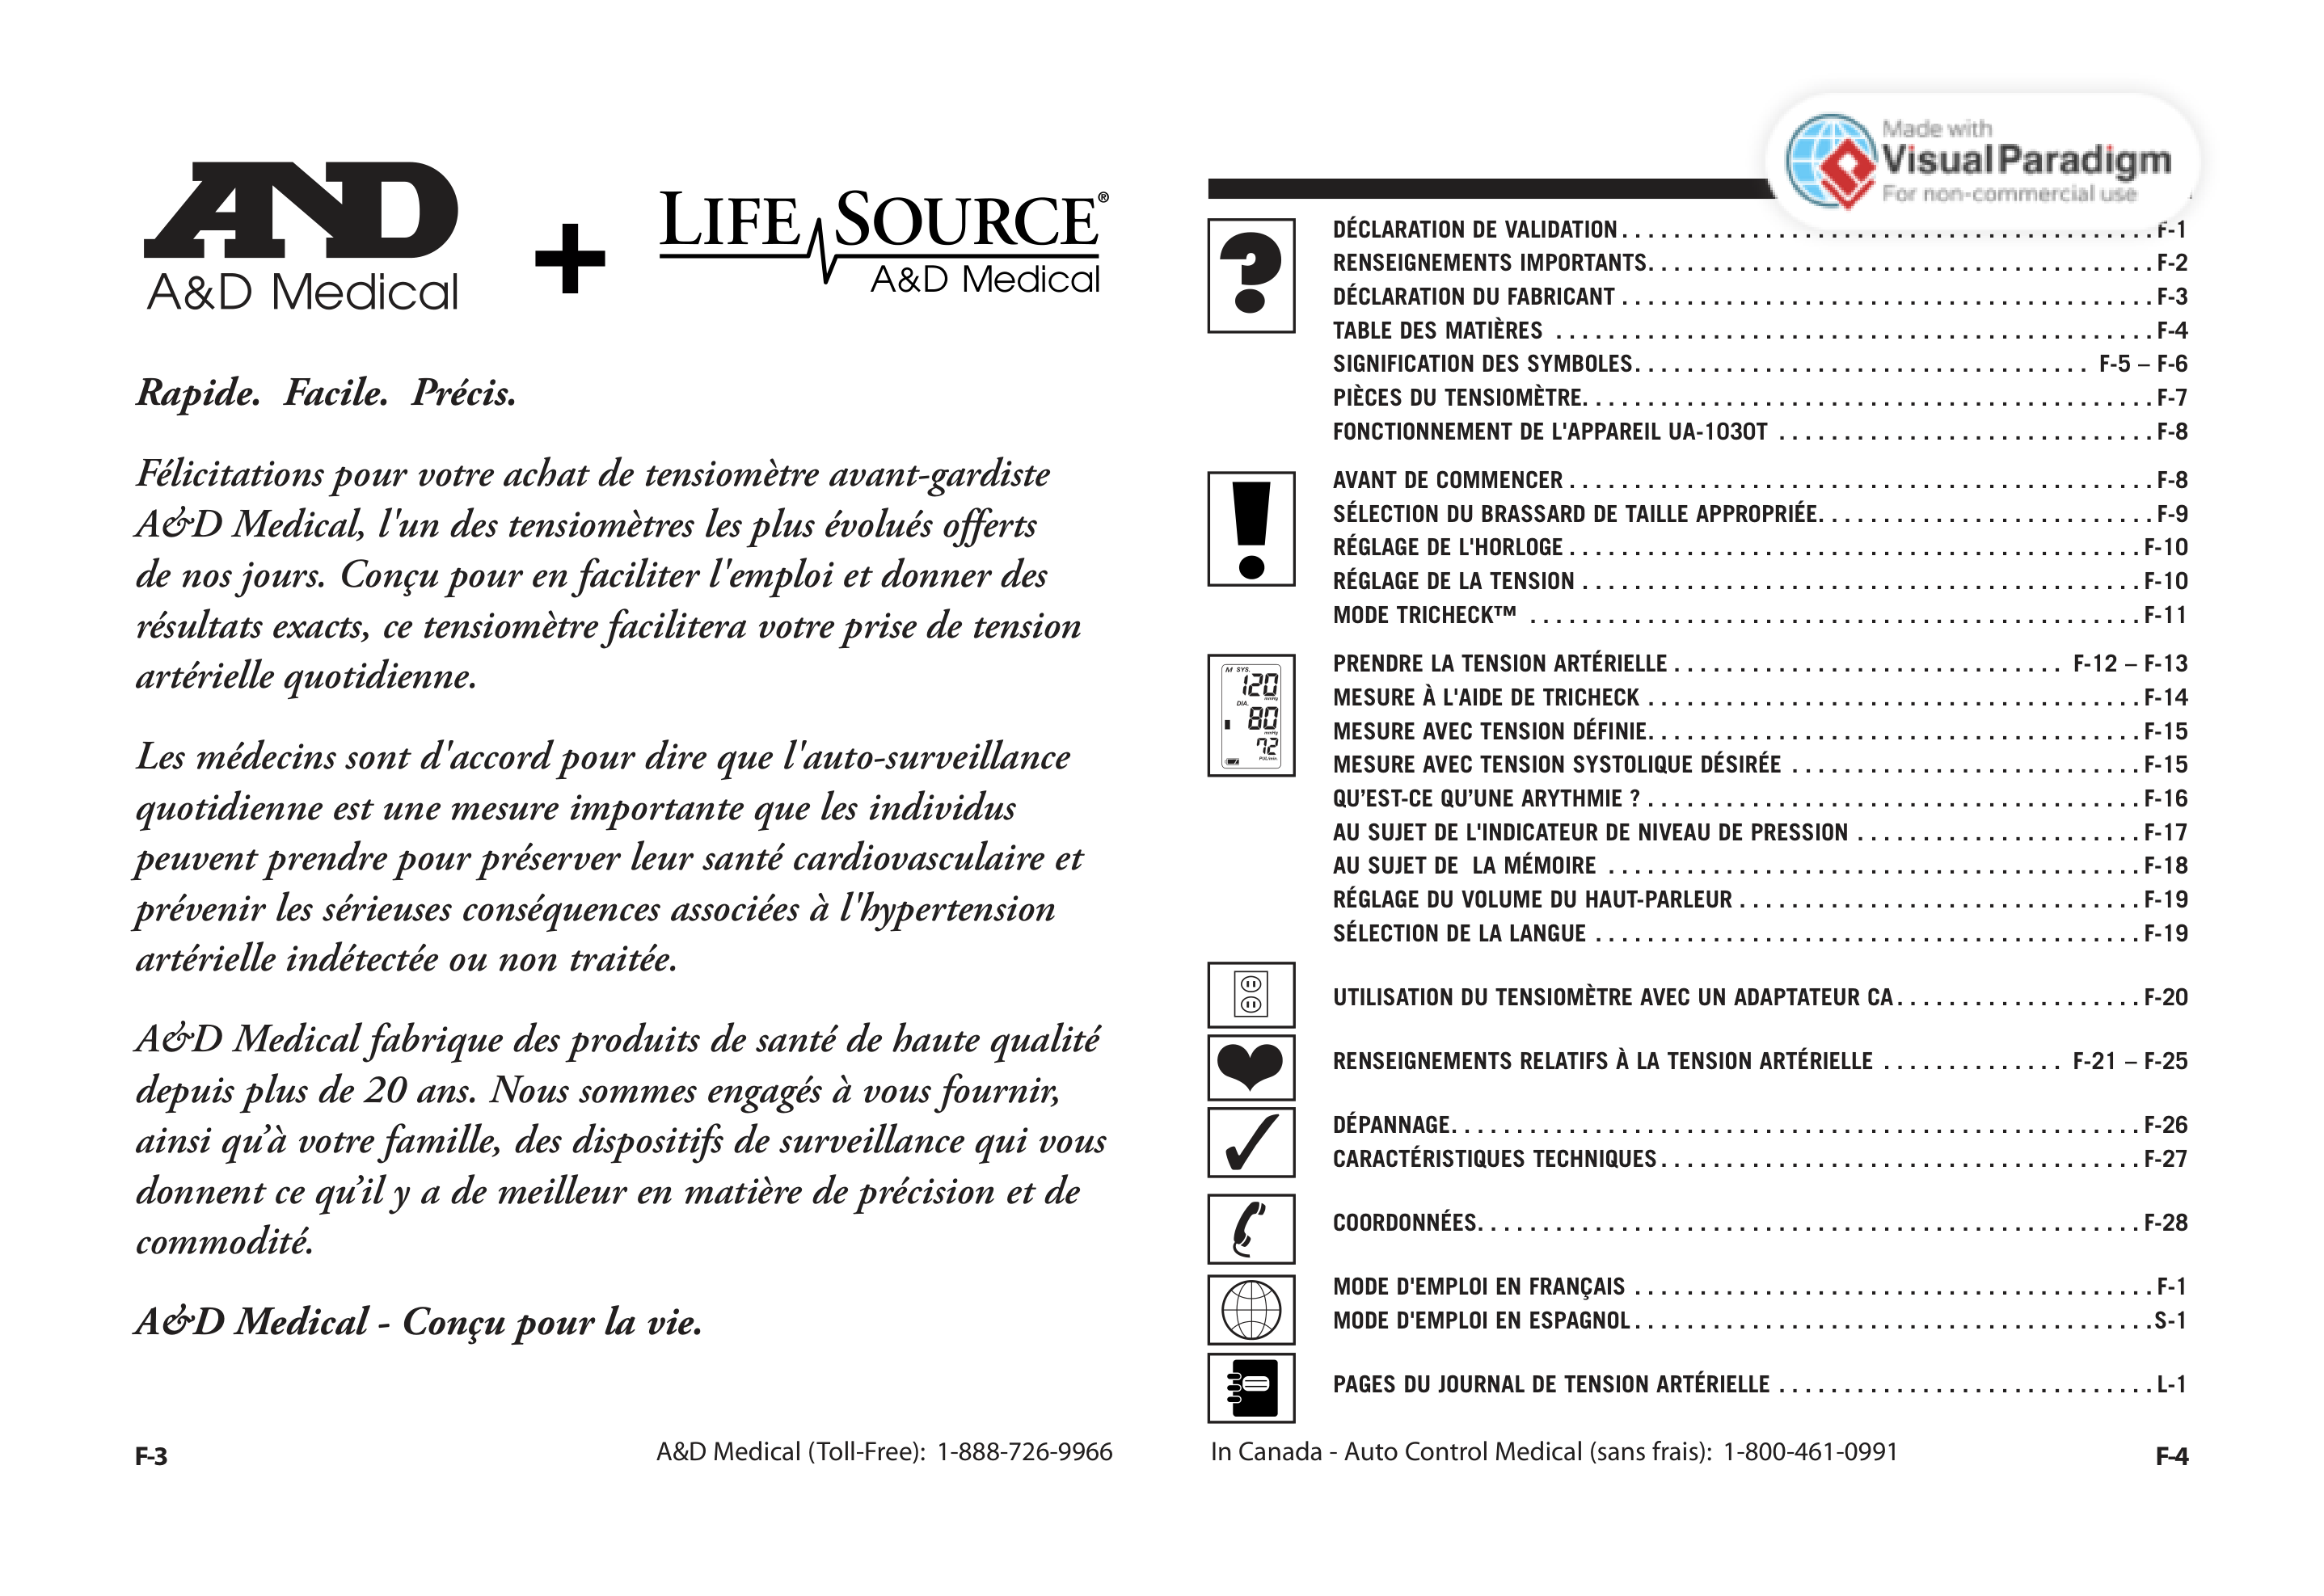 AND
A&D Medical
+
LIFESOURCE®
A&D Medical
Rapide. Facile. Précis.
Félicitations pour votre achat de tensiomètre avant-gardiste
A&D Medical, l'un des tensiomètres les plus évolués offerts
de nos jours. Conçu pour en faciliter l'emploi et donner des
résultats exacts, ce tensiomètre facilitera votre prise de tension
artérielle quotidienne.
Les médecins sont d'accord pour dire que l'auto-surveillance
quotidienne est une mesure importante que les individus
peuvent prendre pour préserver leur santé cardiovasculaire et
prévenir les sérieuses conséquences associées à l'hypertension
artérielle indétectée ou non traitée.
A&D Medical fabrique des produits de santé de haute qualité
depuis plus de 20 ans. Nous sommes engagés à vous fournir,
ainsi qu’à votre famille, des dispositifs de surveillance qui vous
donnent ce qu’il y a de meilleur en matière de précision et de
commodité.
A&D Medical - Conçu pour la vie.
F-3
A&D Medical (Toll-Free): 1-888-726-9966
Made with
Visual Paradigm
For non-commercial use
?
DÉCLARATION DE VALIDATION . . . . . . . . . . F-1
RENSEIGNEMENTS IMPORTANTS. . . . . . . . . . F-2
DÉCLARATION DU FABRICANT . . . . . . . . . . F-3
TABLE DES MATIÈRES . . . . . . . . . . F-4
SIGNIFICATION DES SYMBOLES. . . . . . . . . . F-5 – F-6
PIÈCES DU TENSIOMÈTRE. . . . . . . . . . F-7
FONCTIONNEMENT DE L'APPAREIL UA-1030T . . . . . . . . . . F-8
!
AVANT DE COMMENCER . . . . . . . . . . F-8
SÉLECTION DU BRASSARD DE TAILLE APPROPRIÉE. . . . . . . . . . F-9
RÉGLAGE DE L'HORLOGE . . . . . . . . . . F-10
RÉGLAGE DE LA TENSION . . . . . . . . . . F-10
MODE TRICHECK™ . . . . . . . . . . F-11
M SYS.
120
mmHg
DIA.
80
mmHg
72
PUL/min.
PRENDRE LA TENSION ARTÉRIELLE . . . . . . . . . . F-12 – F-13
MESURE À L'AIDE DE TRICHECK . . . . . . . . . . F-14
MESURE AVEC TENSION DÉFINIE. . . . . . . . . . F-15
MESURE AVEC TENSION SYSTOLIQUE DÉSIRÉE . . . . . . . . . . F-15
QU’EST-CE QU’UNE ARYTHMIE ? . . . . . . . . . . F-16
AU SUJET DE L'INDICATEUR DE NIVEAU DE PRESSION . . . . . . . . . . F-17
AU SUJET DE LA MÉMOIRE . . . . . . . . . . F-18
RÉGLAGE DU VOLUME DU HAUT-PARLEUR . . . . . . . . . . F-19
SÉLECTION DE LA LANGUE . . . . . . . . . . F-19
UTILISATION DU TENSIOMÈTRE AVEC UN ADAPTATEUR CA . . . . . . . . . . F-20
RENSEIGNEMENTS RELATIFS À LA TENSION ARTÉRIELLE . . . . . . . . . . F-21 – F-25
DÉPANNAGE. . . . . . . . . . F-26
CARACTÉRISTIQUES TECHNIQUES . . . . . . . . . . F-27
COORDONNÉES. . . . . . . . . . F-28
MODE D'EMPLOI EN FRANÇAIS . . . . . . . . . . F-1
MODE D'EMPLOI EN ESPAGNOL . . . . . . . . . . S-1
PAGES DU JOURNAL DE TENSION ARTÉRIELLE . . . . . . . . . . L-1
In Canada - Auto Control Medical (sans frais): 1-800-461-0991
F-4